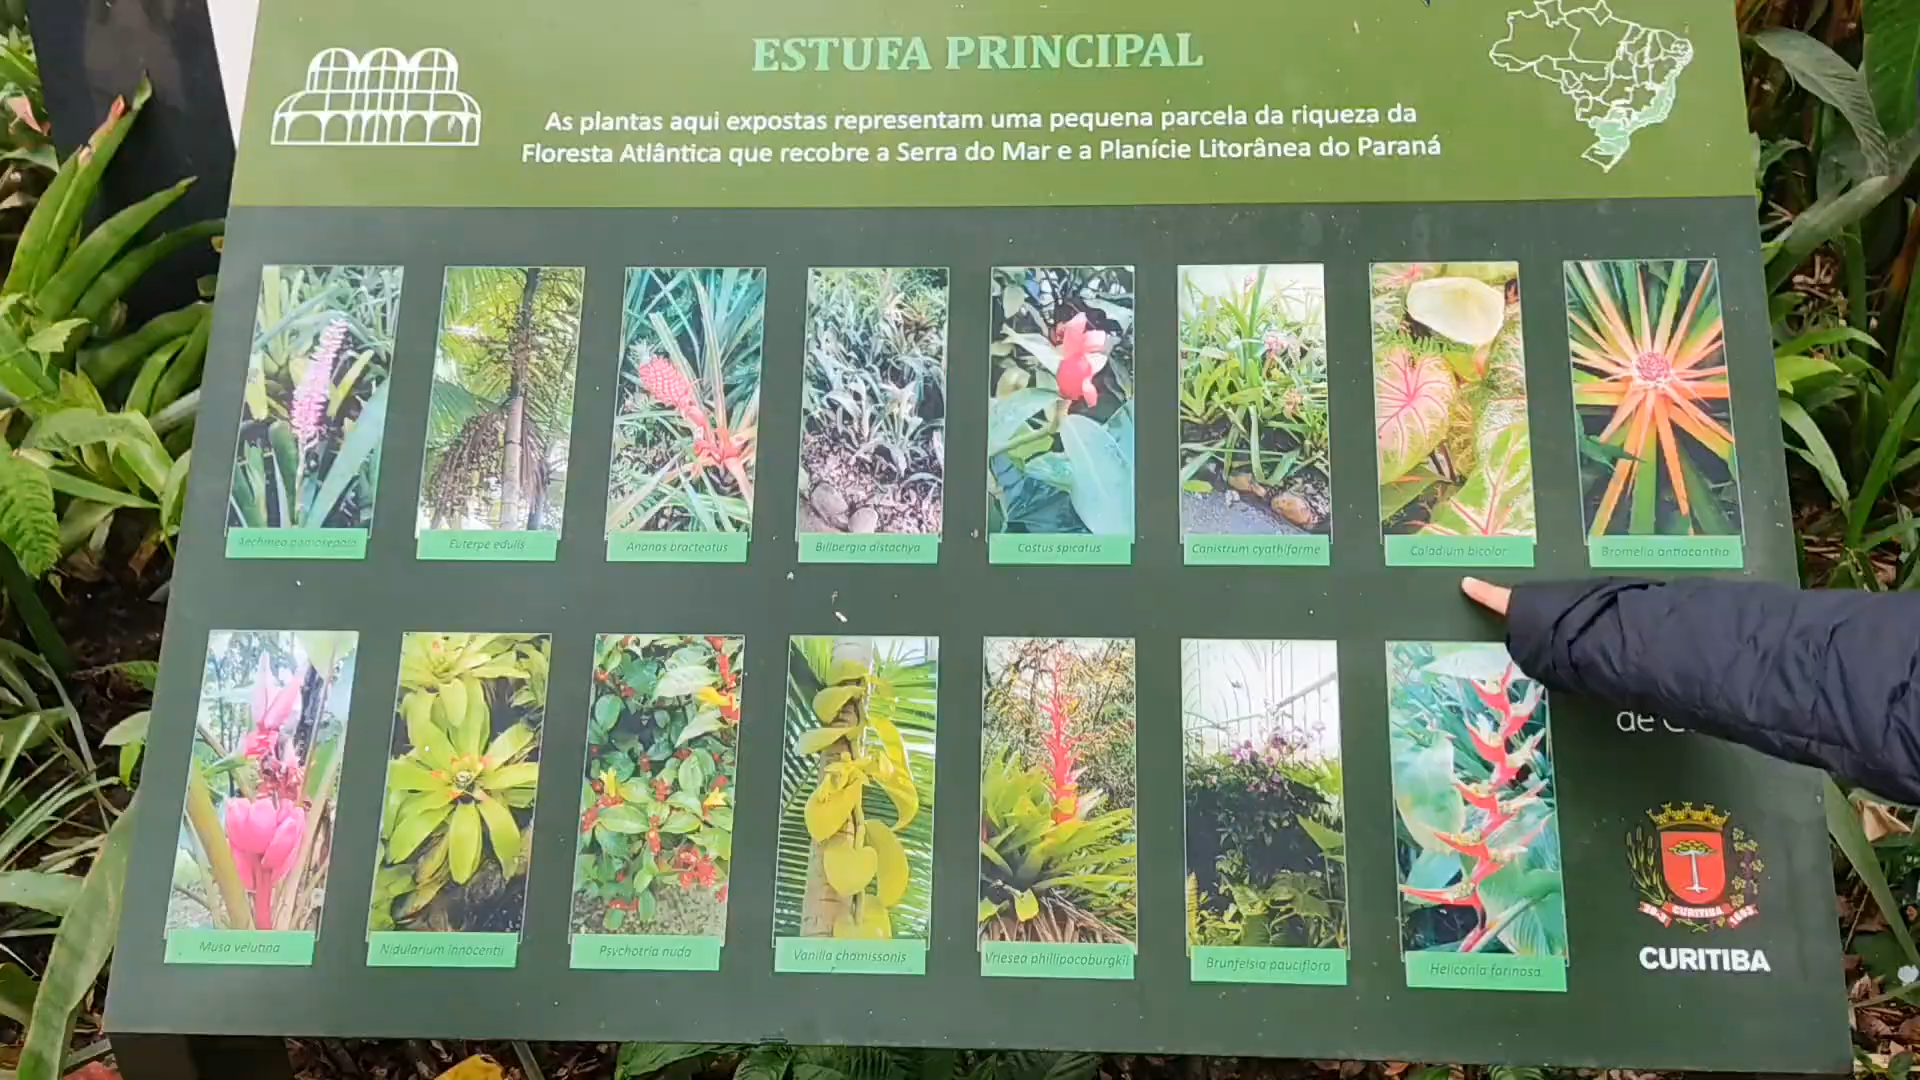 ESTUFA PRINCIPAL
As plantas aqui expostas representam uma pequena parcela da riqueza da
Floresta Atlântica que recobre a Serra do Mar e a Planície Litorânea do Paraná
Aechmea gamosepala
Euterpe edulis
Ananas bracteatus
Billbergia distachya
Costus spicatus
Canistrum cyathiforme
Caladium bicolor
Bromelia antiacantha
Musa velutina
Nidularium innocentii
Psychotria nuda
Vanilla chamissonis
Vriesea phillipocoburgkii
Brunfelsia pauciflora
Heliconia farinosa
de
CURITIBA
CURITIBA